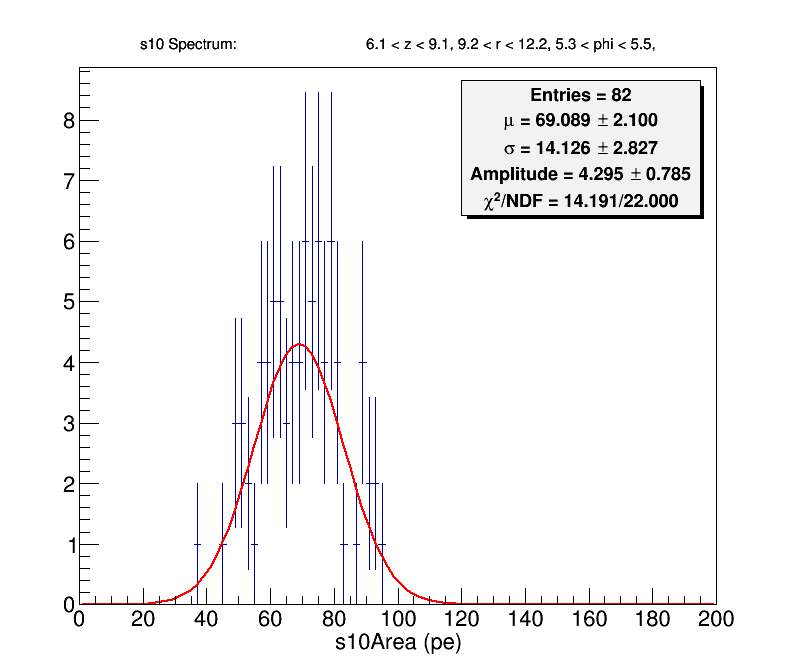 s10 Spectrum: 6.1 < z < 9.1, 9.2 < r < 12.2, 5.3 < phi < 5.5,
Entries = 82
μ = 69.089 ± 2.100
σ = 14.126 ± 2.827
Amplitude = 4.295 ± 0.785
χ²/NDF = 14.191/22.000
8
7
6
5
4
3
2
1
0
0 20 40 60 80 100 120 140 160 180 200
s10Area (pe)